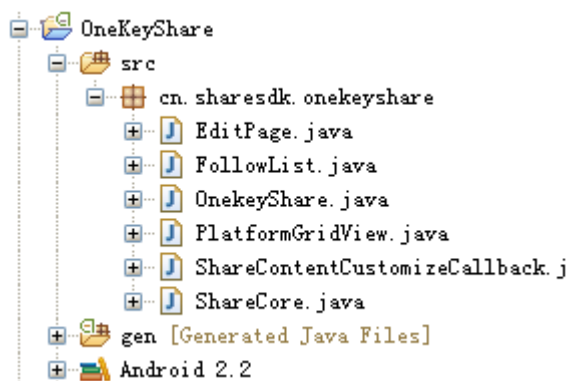 OneKeyShare
src
cn.sharesdk.onekeyshare
EditPage.java
FollowList.java
OnekeyShare.java
PlatformGridView.java
ShareContentCustomizeCallback.j
ShareCore.java
gen [Generated Java Files]
Android 2.2